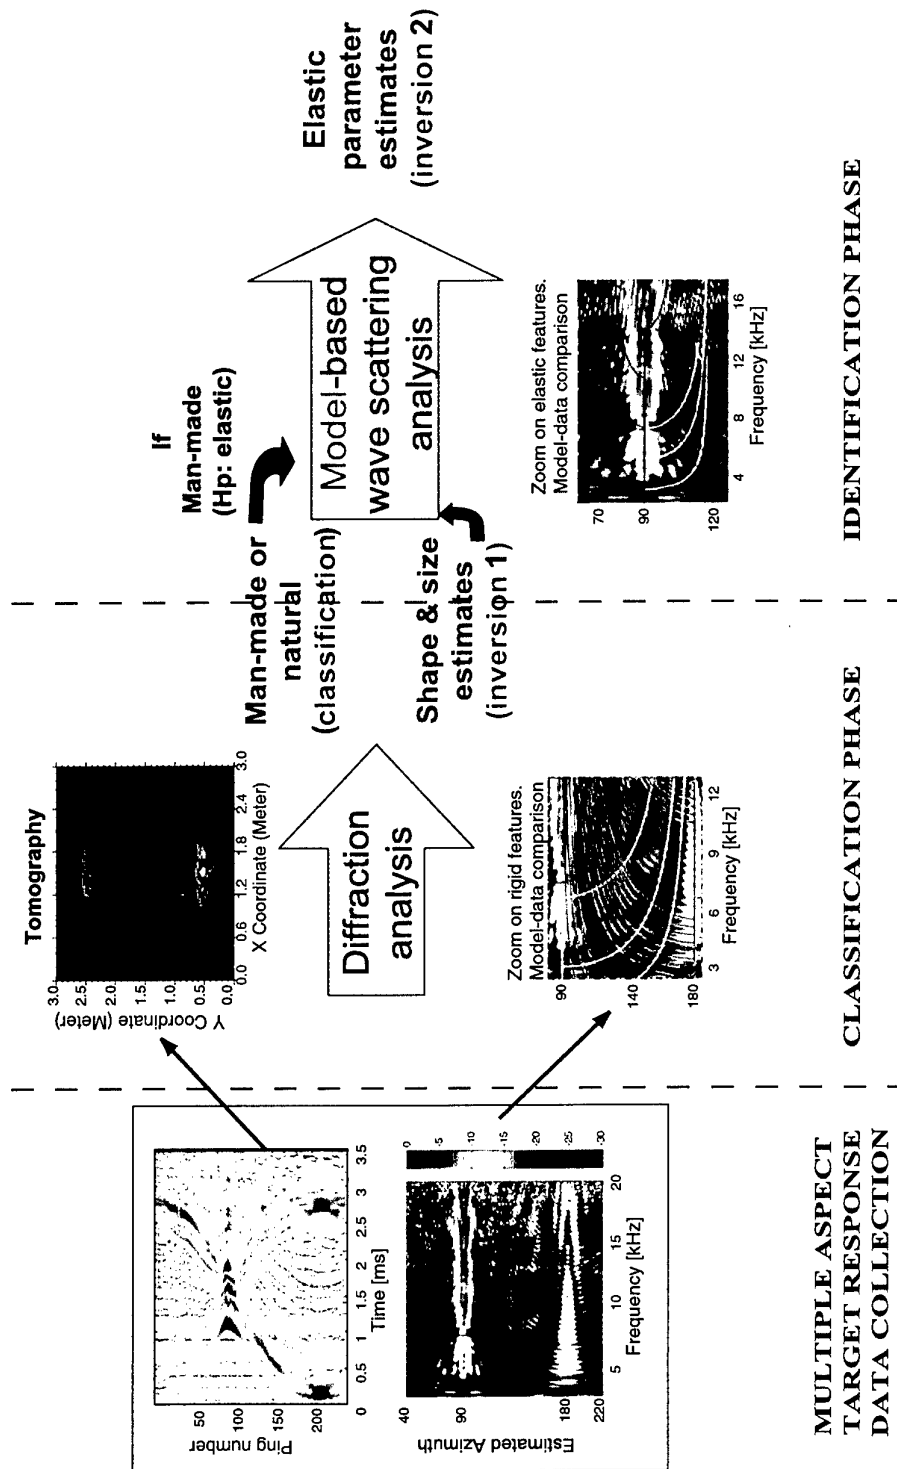 Ping number
50
100
150
200
0
0.5
1
1.5
2
2.5
3
3.5
Time [ms]
Estimated Azimuth
40
90
180
220
5
10
15
20
Frequency [kHz]
0
-5
-10
-15
-20
-25
-30
MULTIPLE ASPECT
TARGET RESPONSE
DATA COLLECTION
Tomography
Y Coordinate (Meter)
3.0
2.5
2.0
1.5
1.0
0.5
0.0
0.0
0.6
1.2
1.8
2.4
3.0
X Coordinate (Meter)
Diffraction
analysis
Zoom on rigid features.
Model-data comparison
90
140
180
3
6
9
12
Frequency [kHz]
CLASSIFICATION PHASE
Man-made or
natural
(classification)
Shape & size
estimates
(inversion 1)
If
Man-made
(Hp: elastic)
Model-based
wave scattering
analysis
Elastic
parameter
estimates
(inversion 2)
Zoom on elastic features.
Model-data comparison
70
90
120
4
8
12
16
Frequency [kHz]
IDENTIFICATION PHASE